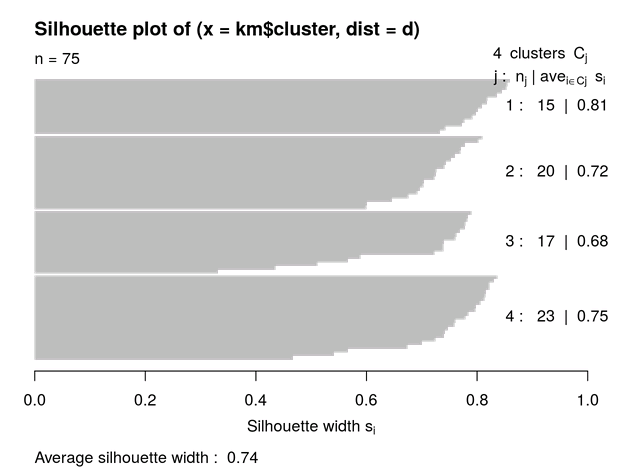 Silhouette plot of (x = km$cluster, dist = d)
n = 75
4 clusters Cj
j : nj | avei∈Cj si
1 : 15 | 0.81
2 : 20 | 0.72
3 : 17 | 0.68
4 : 23 | 0.75
0.0 0.2 0.4 0.6 0.8 1.0
Silhouette width si
Average silhouette width : 0.74